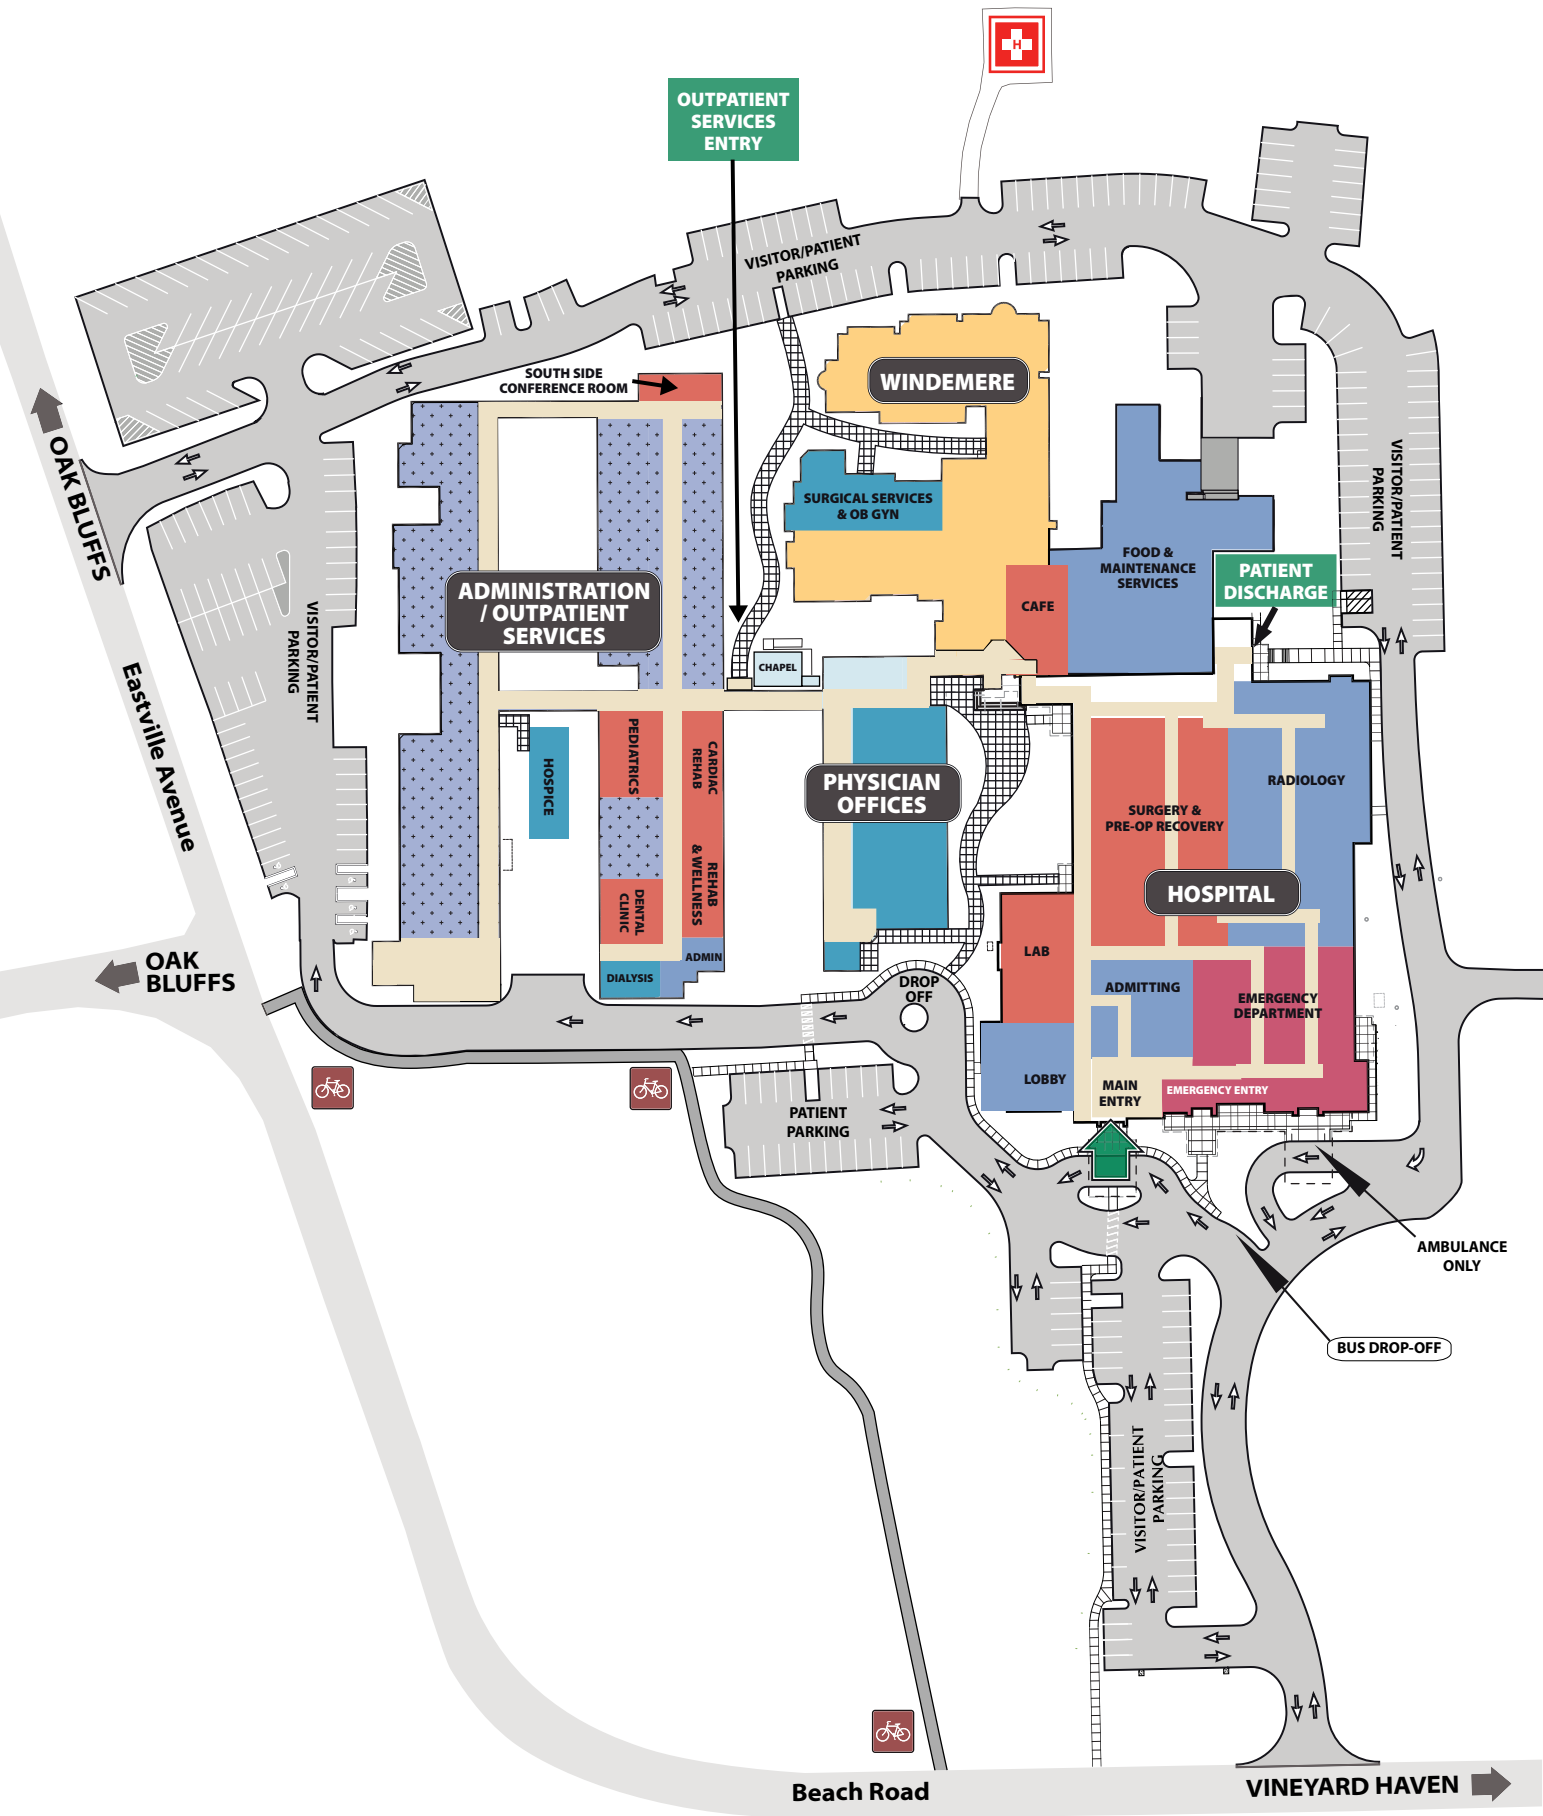 H
OUTPATIENT
SERVICES
ENTRY
VISITOR/PATIENT
PARKING
SOUTH SIDE
CONFERENCE ROOM
WINDEMERE
OAK BLUFFS
SURGICAL SERVICES
& OB GYN
VISITOR/PATIENT
PARKING
FOOD &
MAINTENANCE
SERVICES
PATIENT
DISCHARGE
ADMINISTRATION
/ OUTPATIENT
SERVICES
CAFE
VISITOR/PATIENT
PARKING
CHAPEL
Eastville Avenue
PEDIATRICS
CARDIAC
REHAB
HOSPICE
PHYSICIAN
OFFICES
RADIOLOGY
SURGERY &
PRE-OP RECOVERY
REHAB
& WELLNESS
DENTAL
CLINIC
HOSPITAL
LAB
ADMIN
OAK
BLUFFS
DIALYSIS
DROP
OFF
ADMITTING
EMERGENCY
DEPARTMENT
LOBBY
MAIN
ENTRY
EMERGENCY ENTRY
PATIENT
PARKING
AMBULANCE
ONLY
BUS DROP-OFF
VISITOR/PATIENT
PARKING
Beach Road
VINEYARD HAVEN